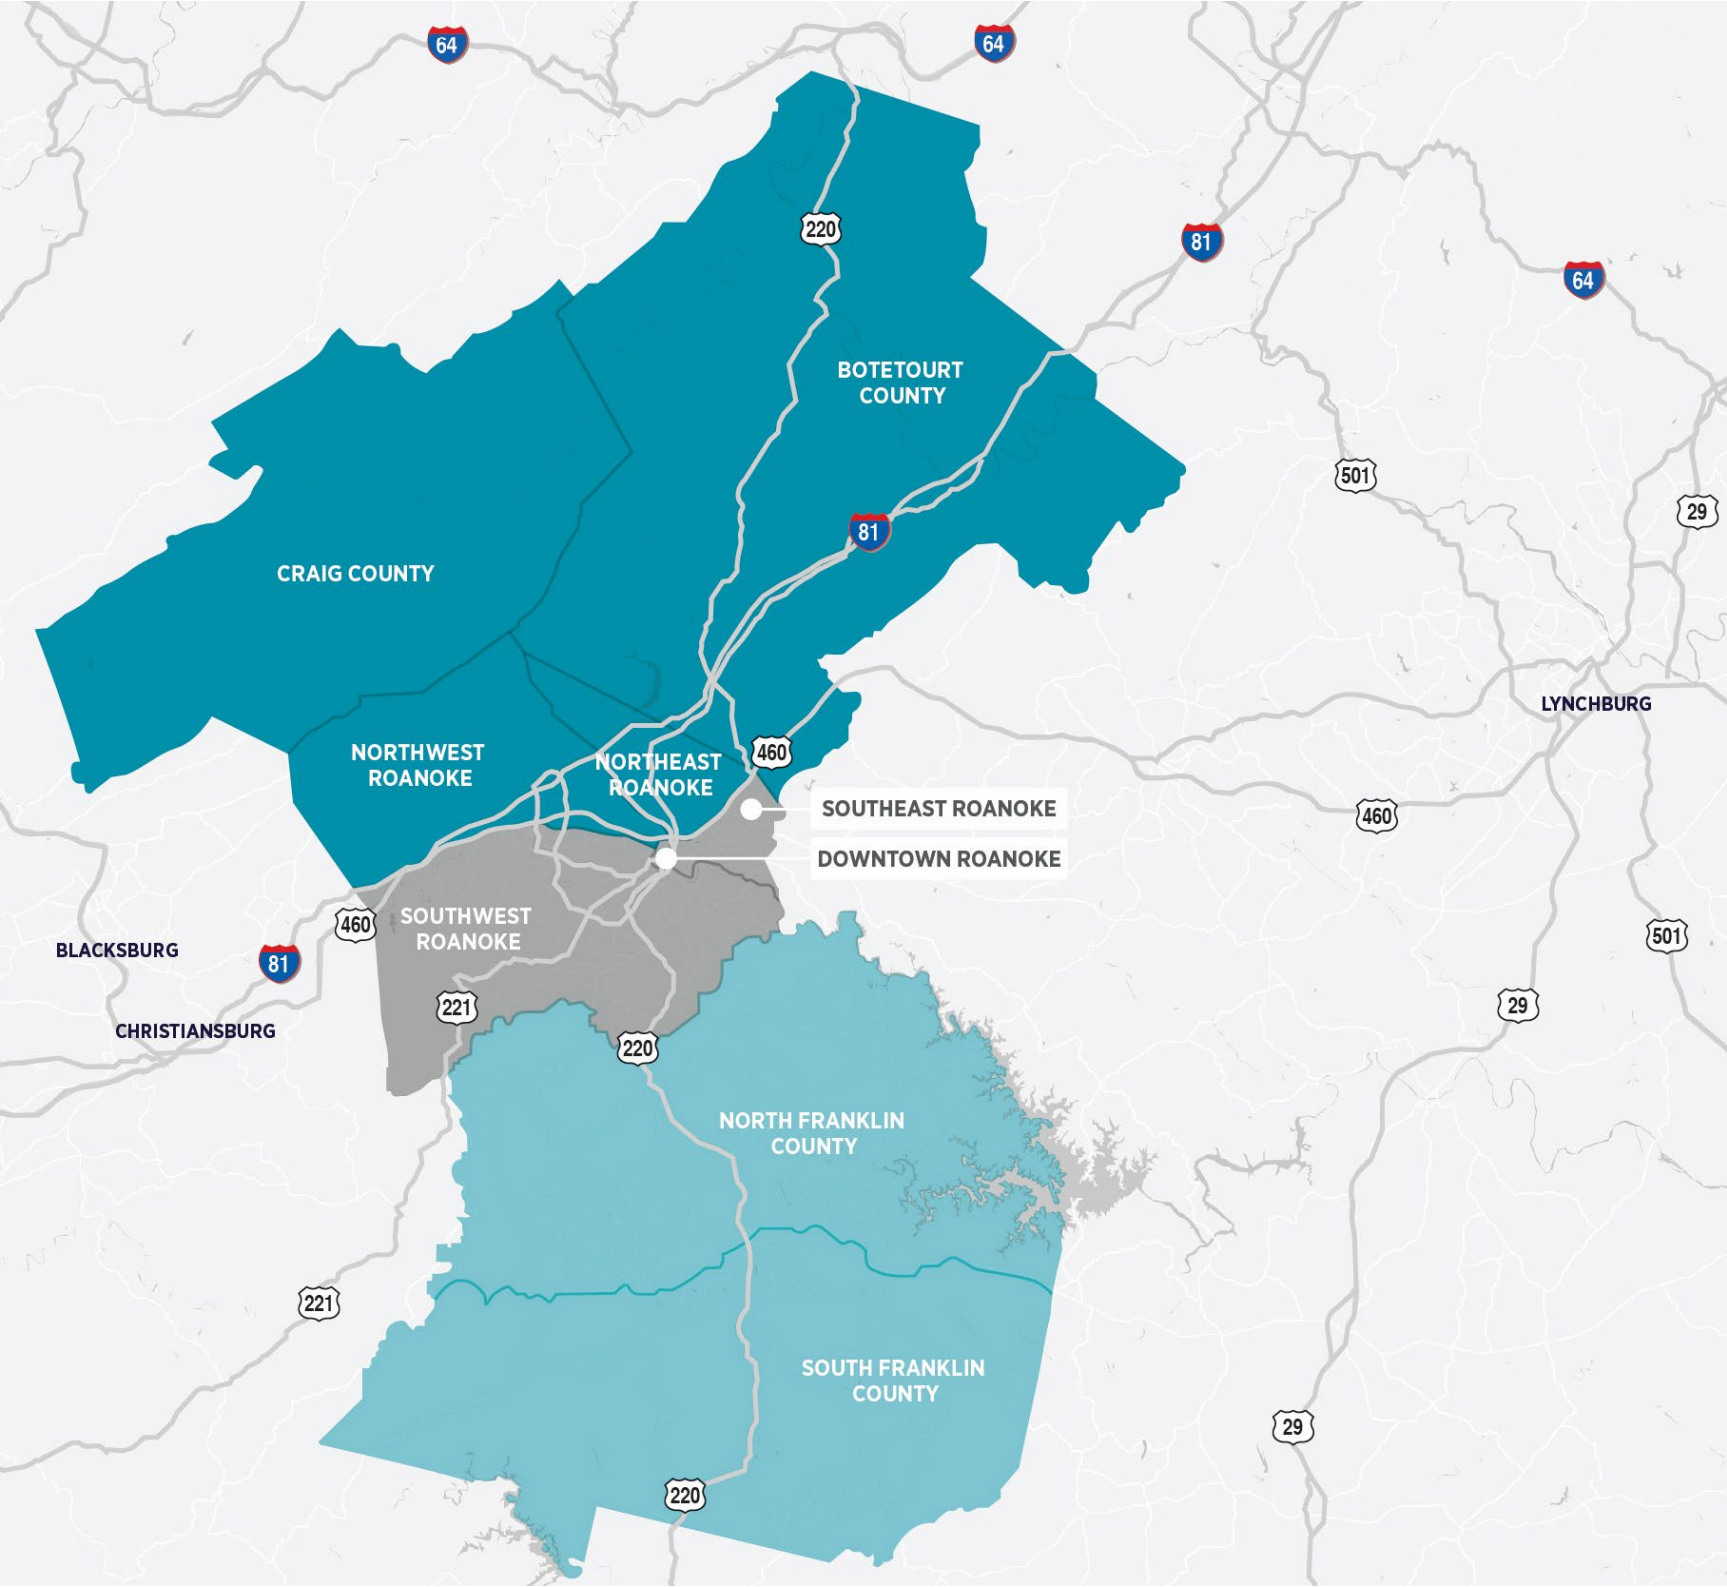 64
64
220
81
64
BOTETOURT
COUNTY
501
29
81
CRAIG COUNTY
LYNCHBURG
NORTHWEST
ROANOKE
NORTHEAST
ROANOKE
460
SOUTHEAST ROANOKE
460
DOWNTOWN ROANOKE
460
SOUTHWEST
ROANOKE
501
BLACKSBURG
81
221
29
CHRISTIANSBURG
220
NORTH FRANKLIN
COUNTY
221
SOUTH FRANKLIN
COUNTY
29
220